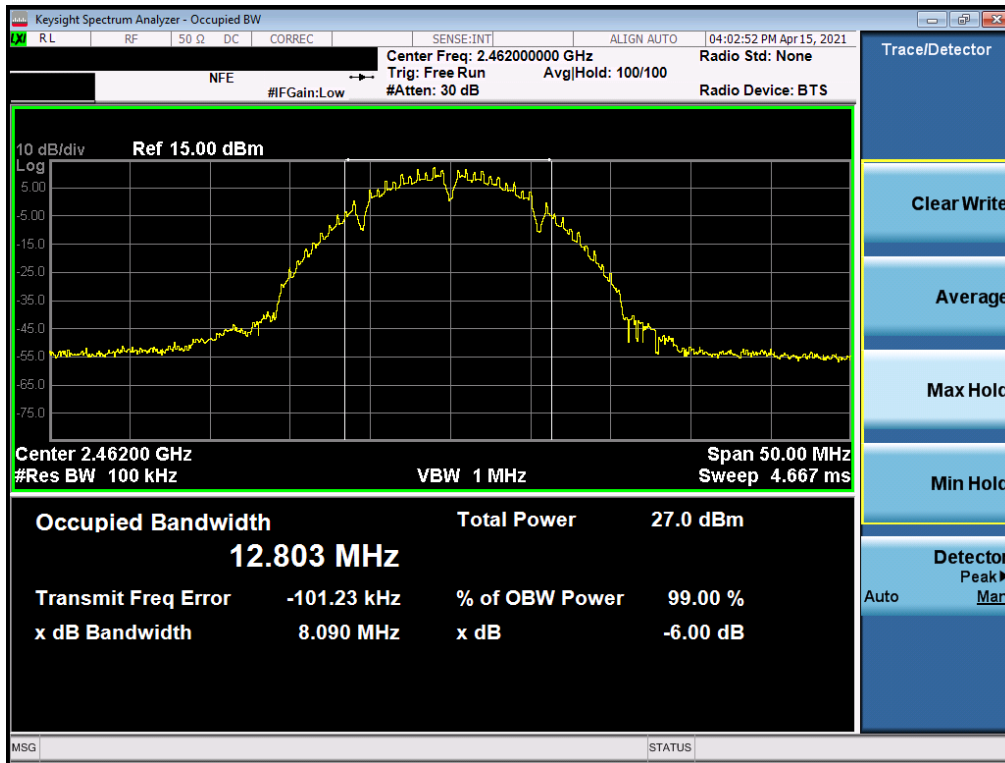 Keysight Spectrum Analyzer - Occupied BW
LXI RL RF 50 Ω DC CORREC SENSE:INT ALIGN AUTO 04:02:52 PM Apr 15, 2021
Center Freq: 2.462000000 GHz Radio Std: None
NFE Trig: Free Run Avg|Hold: 100/100
#IFGain:Low #Atten: 30 dB Radio Device: BTS
10 dB/div Ref 15.00 dBm
Log
5.00
-5.00
-15.0
-25.0
-35.0
-45.0
-55.0
-65.0
-75.0
Center 2.46200 GHz Span 50.00 MHz
#Res BW 100 kHz VBW 1 MHz Sweep 4.667 ms
Occupied Bandwidth Total Power 27.0 dBm
12.803 MHz
Transmit Freq Error -101.23 kHz % of OBW Power 99.00 %
x dB Bandwidth 8.090 MHz x dB -6.00 dB
MSG STATUS
Trace/Detector
Clear Write
Average
Max Hold
Min Hold
Detector
Peak
Auto Man